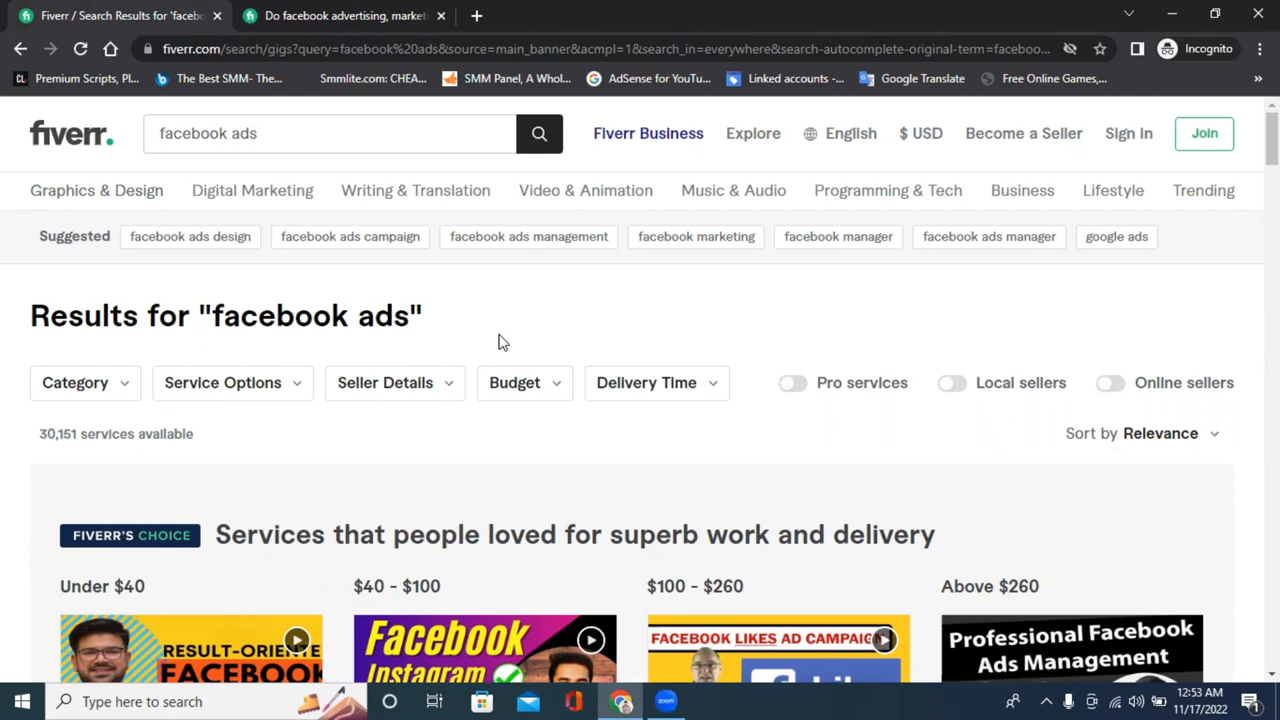 Fiverr / Search Results for 'facebo
Do facebook advertising, market
fiverr.com/search/gigs?query=facebook%20ads&source=main_banner&acmpl=1&search_in=everywhere&search-autocomplete-original-term=faceboo...
Incognito
Premium Scripts, Pl...
The Best SMM- The...
Smmlite.com: CHEA...
SMM Panel, A Whol...
AdSense for YouTu...
Linked accounts -...
Google Translate
Free Online Games,...
fiverr.
facebook ads
Fiverr Business
Explore
English
$ USD
Become a Seller
Sign In
Join
Graphics & Design
Digital Marketing
Writing & Translation
Video & Animation
Music & Audio
Programming & Tech
Business
Lifestyle
Trending
Suggested
facebook ads design
facebook ads campaign
facebook ads management
facebook marketing
facebook manager
facebook ads manager
google ads
Results for "facebook ads"
Category
Service Options
Seller Details
Budget
Delivery Time
Pro services
Local sellers
Online sellers
30,151 services available
Sort by Relevance
FIVERR'S CHOICE
Services that people loved for superb work and delivery
Under $40
$40 - $100
$100 - $260
Above $260
RESULT-ORIENTE
FACEBOOK
Facebook
Instagram
FACEBOOK LIKES AD CAMPAIGN
Professional Facebook
Ads Management
Type here to search
zoom
12:53 AM
11/17/2022
1